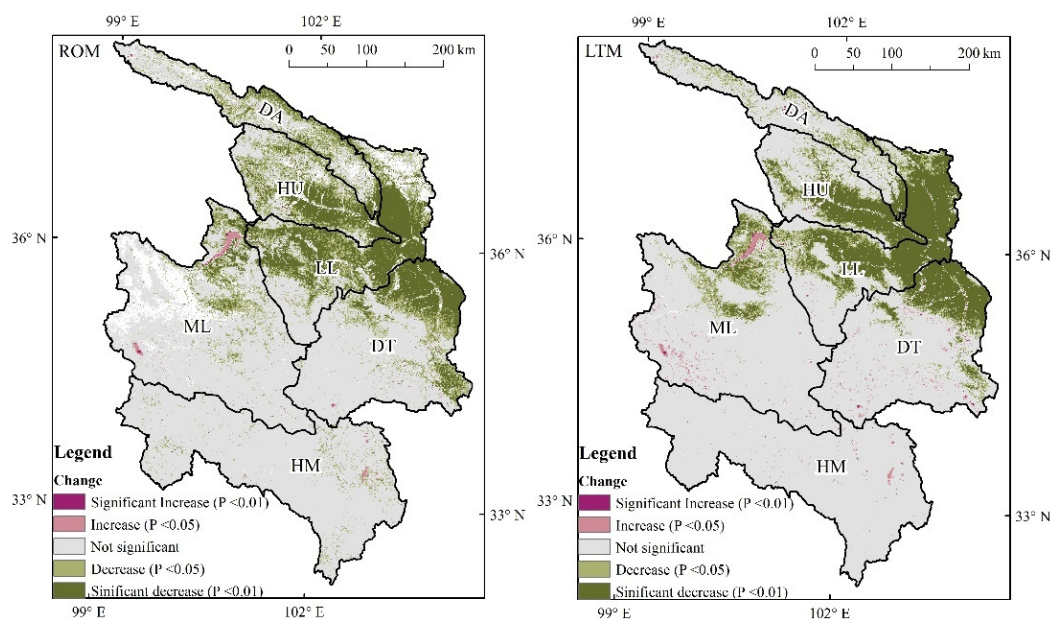 99° E
102° E
ROM
0
50
100
200 km
DA
HU
36° N
36° N
LL
ML
DT
HM
Legend
Change
33° N
Significant Increase (P <0.01)
Increase (P <0.05)
33° N
Not significant
Decrease (P <0.05)
Sinificant decrease (P <0.01)
99° E
102° E
99° E
102° E
LTM
0
50
100
200 km
DA
HU
36° N
36° N
LL
ML
DT
HM
Legend
Change
33° N
Significant Increase (P <0.01)
Increase (P <0.05)
33° N
Not significant
Decrease (P <0.05)
Sinificant decrease (P <0.01)
99° E
102° E